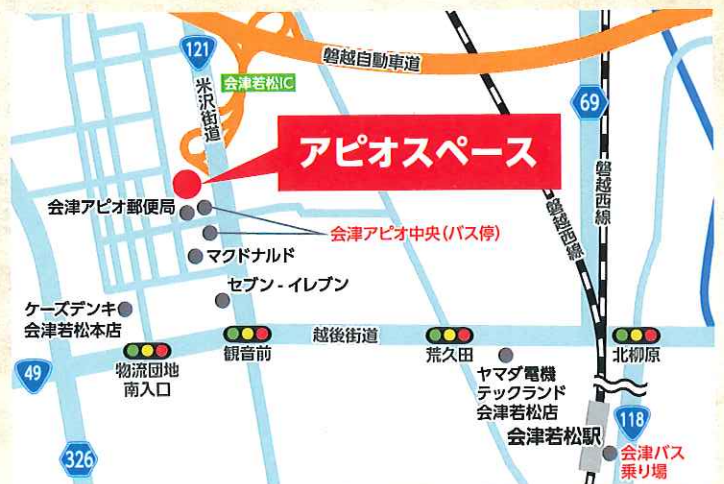 121
磐越自動車道
会津若松IC
米沢街道
69
アピオスペース
磐越西線
磐越西線
会津アピオ郵便局
会津アピオ中央(バス停)
マクドナルド
セブン - イレブン
ケーズデンキ
会津若松本店
越後街道
49
物流団地
南入口
観音前
荒久田
北柳原
ヤマダ電機
テックランド
会津若松店
118
会津若松駅
会津バス
乗り場
326